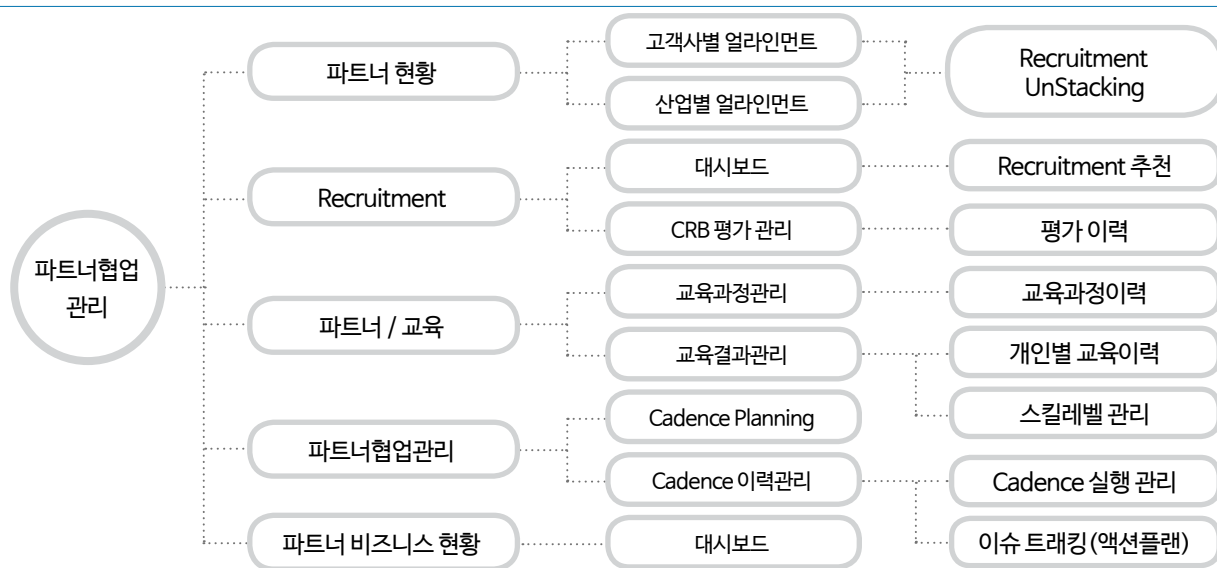 파트너협업
관리
파트너 현황
고객사별 얼라인먼트
산업별 얼라인먼트
Recruitment
UnStacking
Recruitment
대시보드
Recruitment 추천
CRB 평가 관리
평가 이력
파트너 / 교육
교육과정관리
교육과정이력
교육결과관리
개인별 교육이력
스킬레벨 관리
파트너협업관리
Cadence Planning
Cadence 이력관리
Cadence 실행 관리
이슈 트래킹(액션플랜)
파트너 비즈니스 현황
대시보드